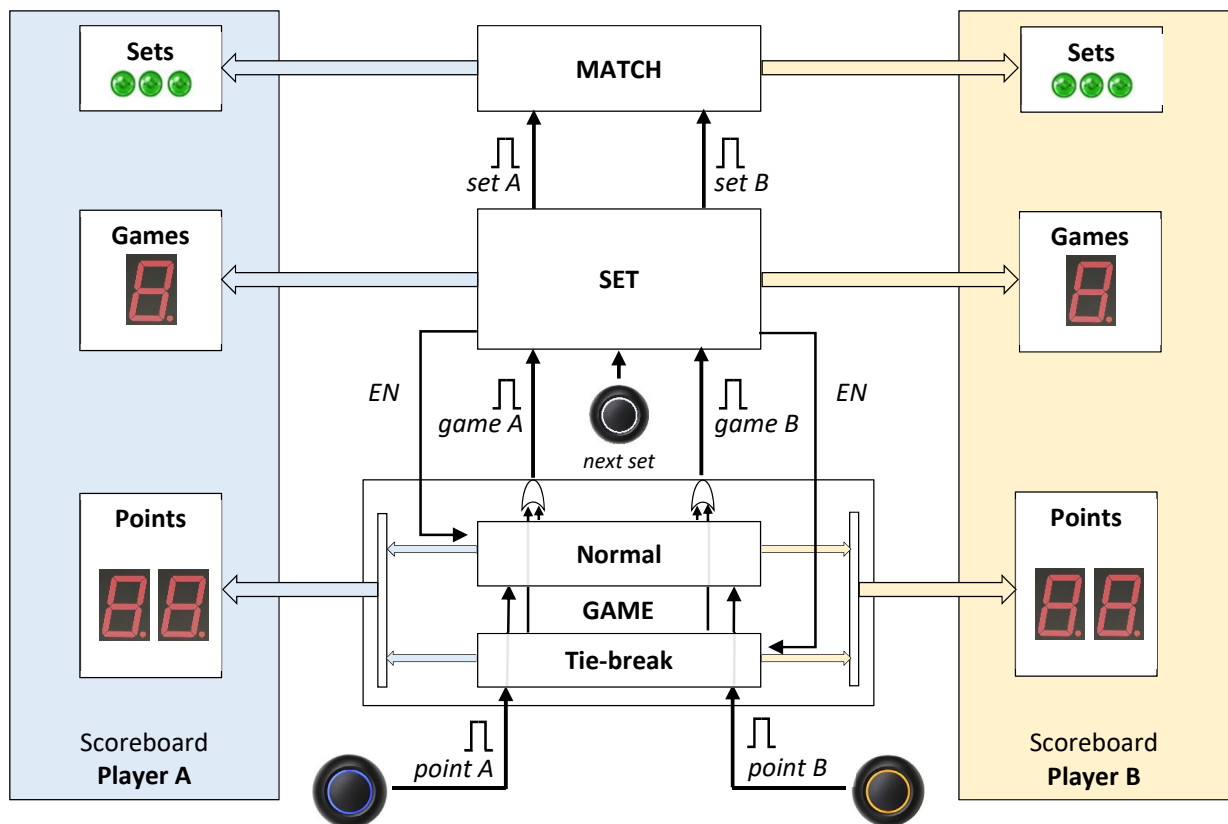 Sets
MATCH
Sets
set A
set B
Games
SET
Games
EN
game A
game B
EN
next set
Points
Normal
Points
GAME
Tie-break
Scoreboard
Player A
point A
point B
Scoreboard
Player B